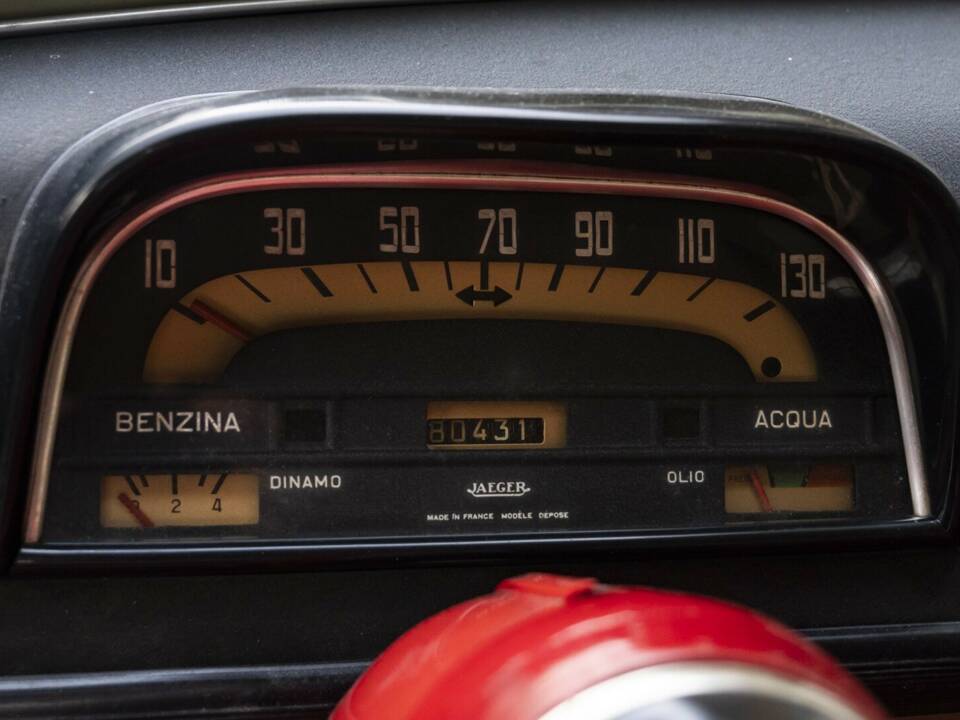 10 30 50 70 90 110 130
BENZINA 80431 ACQUA
DINAMO OLIO
0 2 4
JAEGER
MADE IN FRANCE MODÈLE DEPOSE